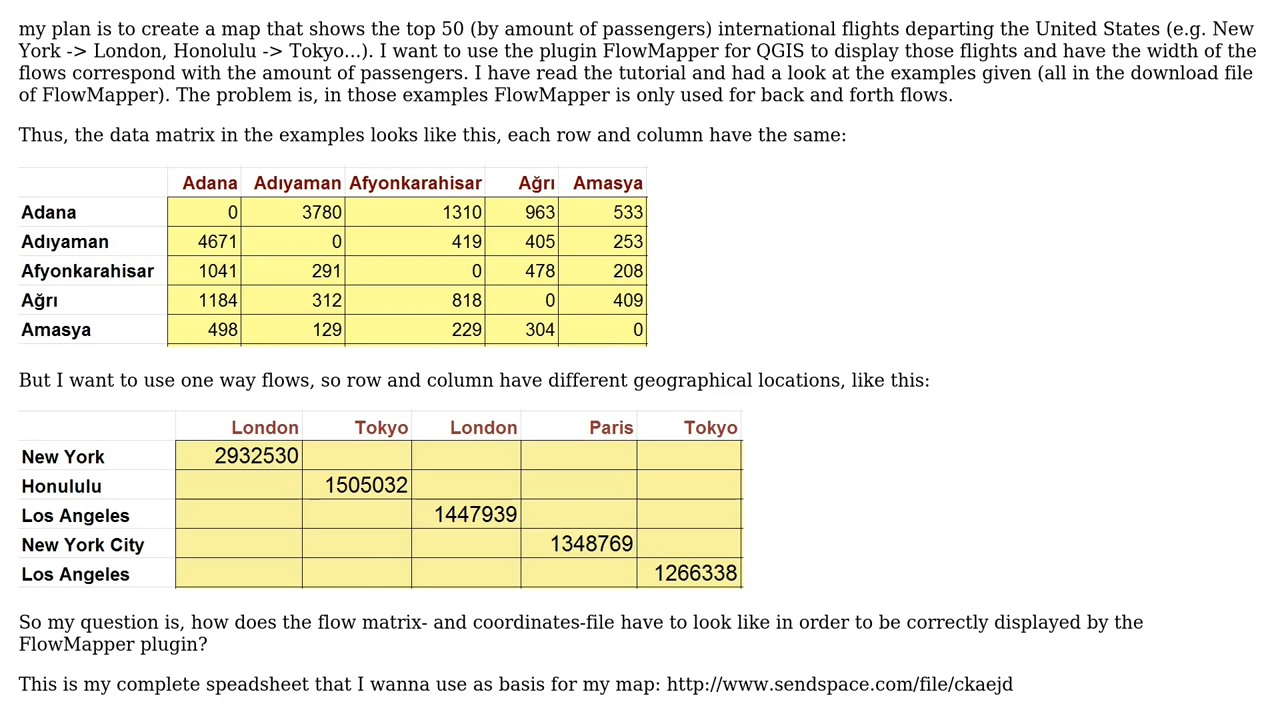 my plan is to create a map that shows the top 50 (by amount of passengers) international flights departing the United States (e.g. New
York -> London, Honolulu -> Tokyo...). I want to use the plugin FlowMapper for QGIS to display those flights and have the width of the
flows correspond with the amount of passengers. I have read the tutorial and had a look at the examples given (all in the download file
of FlowMapper). The problem is, in those examples FlowMapper is only used for back and forth flows.
Thus, the data matrix in the examples looks like this, each row and column have the same:
Adana Adıyaman Afyonkarahisar Ağrı Amasya
Adana 0 3780 1310 963 533
Adıyaman 4671 0 419 405 253
Afyonkarahisar 1041 291 0 478 208
Ağrı 1184 312 818 0 409
Amasya 498 129 229 304 0
But I want to use one way flows, so row and column have different geographical locations, like this:
London Tokyo London Paris Tokyo
New York 2932530
Honululu 1505032
Los Angeles 1447939
New York City 1348769
Los Angeles 1266338
So my question is, how does the flow matrix- and coordinates-file have to look like in order to be correctly displayed by the
FlowMapper plugin?
This is my complete speadsheet that I wanna use as basis for my map: http://www.sendspace.com/file/ckaejd